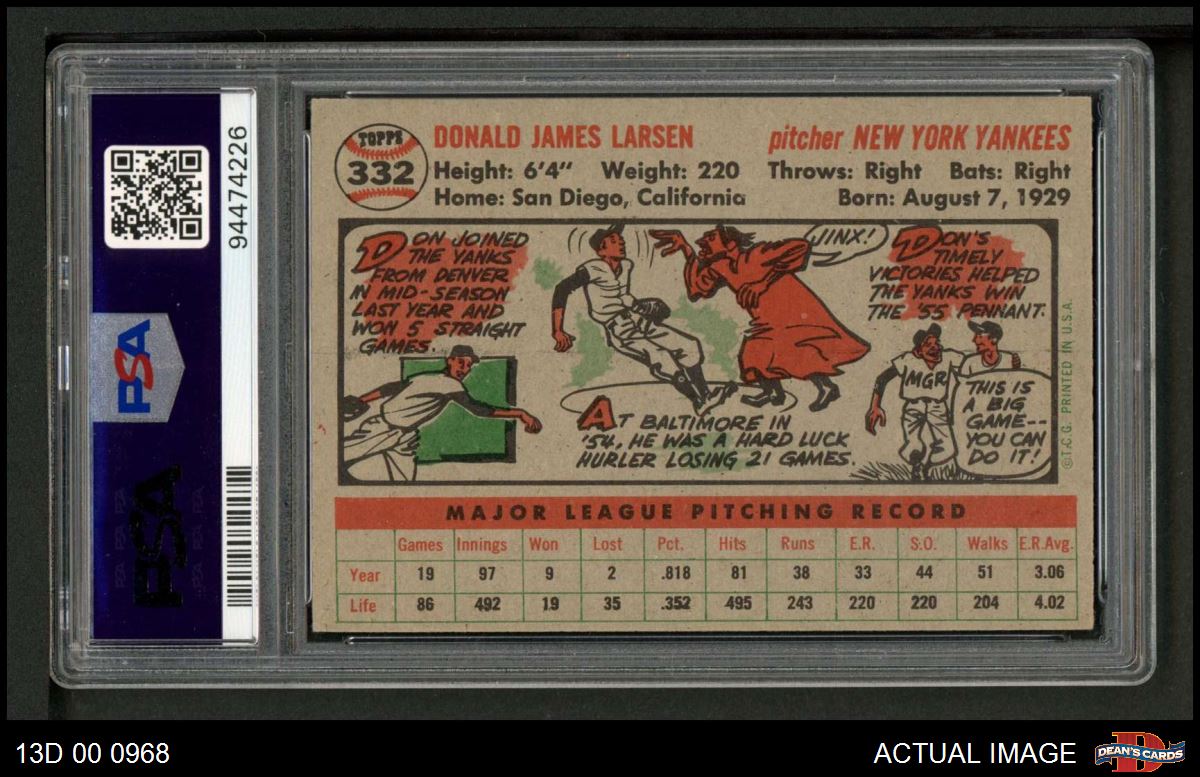 94474226
PSA
PSA
TOPPS
332
DONALD JAMES LARSEN
pitcher NEW YORK YANKEES
Height: 6'4" Weight: 220 Throws: Right Bats: Right
Home: San Diego, California Born: August 7, 1929
DON JOINED
THE YANKS
FROM DENVER
IN MID-SEASON
LAST YEAR AND
WON 5 STRAIGHT
GAMES.
JINX!
AT BALTIMORE IN
'54, HE WAS A HARD LUCK
HURLER LOSING 21 GAMES.
DON'S
TIMELY
VICTORIES HELPED
THE YANKS WIN
THE '55 PENNANT.
MGR
THIS IS
A BIG
GAME--
YOU CAN
DO IT!
©T.C.G. PRINTED IN U.S.A.
MAJOR LEAGUE PITCHING RECORD
Games Innings Won Lost Pct. Hits Runs E.R. S.O. Walks E.R.Avg.
Year 19 97 9 2 .818 81 38 33 44 51 3.06
Life 86 492 19 35 .352 495 243 220 220 204 4.02
13D 00 0968
ACTUAL IMAGE
DEAN'S CARDS